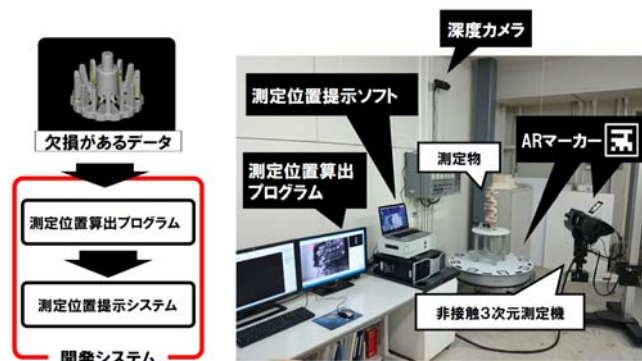 欠損があるデータ
測定位置算出プログラム
測定位置提示システム
開発システム
深度カメラ
測定位置提示ソフト
測定位置算出
プログラム
測定物
ARマーカー
非接触3次元測定機